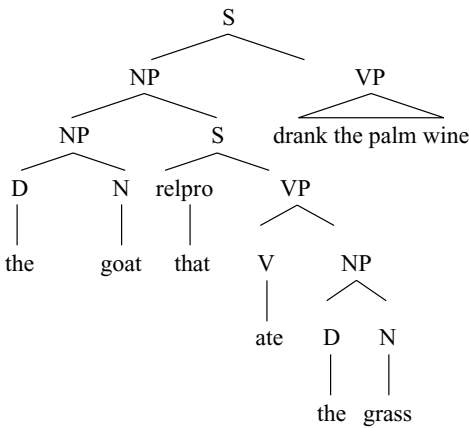 S
NP VP
NP S drank the palm wine
D N relpro VP
the goat that V NP
ate D N
the grass